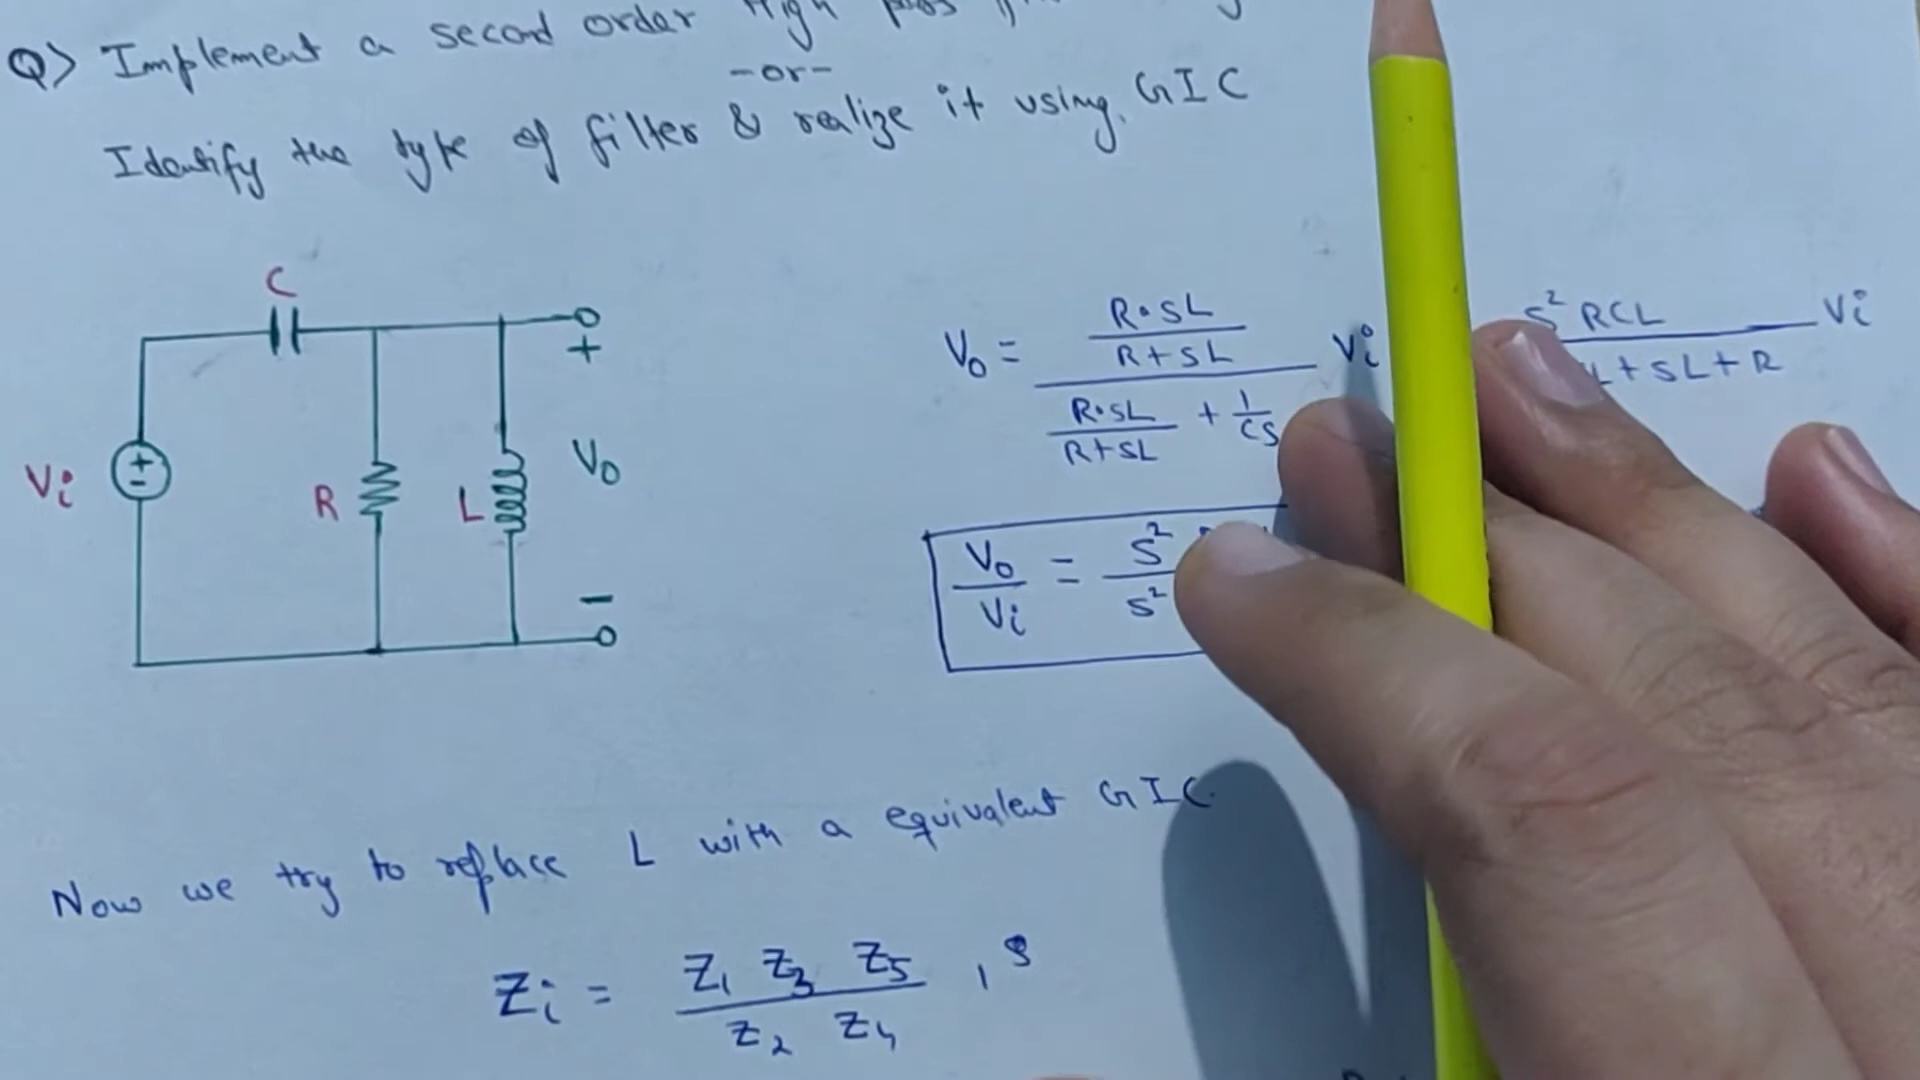 Q> Implement a second order High pass
-or-
Identify the type of filter & realize it using GIC
C
Vi
+
-
R
L
+
Vo
-
Vo = R•SL / R+SL / R•SL / R+SL + 1/CS Vi
S² RCL / L+SL+R Vi
Vo / Vi = S² / S²
Now we try to replace L with a equivalent GIC.
Zi = Z1 Z3 Z5 / Z2 Z4 ,